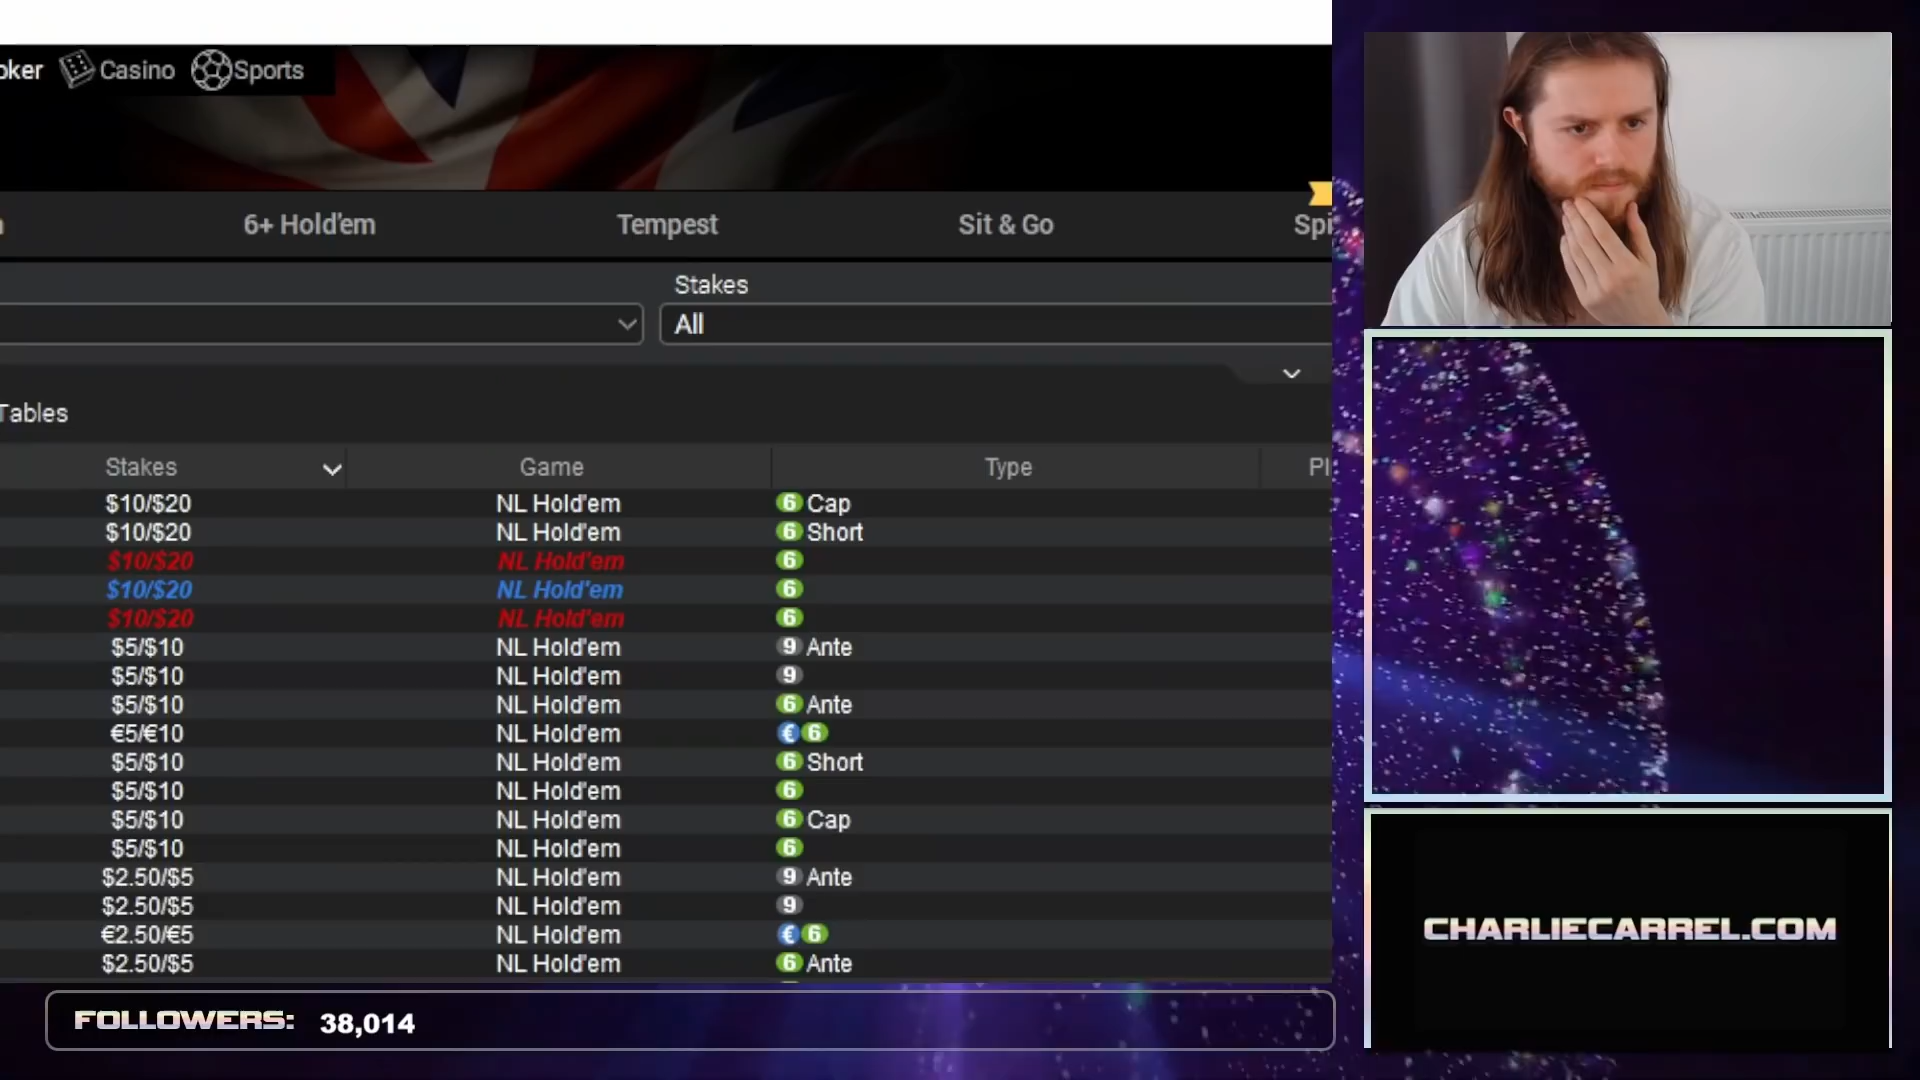 oker Casino Sports
6+ Hold'em Tempest Sit & Go Spi
Stakes
All
Tables
Stakes Game Type Pl
$10/$20 NL Hold'em 6 Cap
$10/$20 NL Hold'em 6 Short
$10/$20 NL Hold'em 6
$10/$20 NL Hold'em 6
$10/$20 NL Hold'em 6
$5/$10 NL Hold'em 9 Ante
$5/$10 NL Hold'em 9
$5/$10 NL Hold'em 6 Ante
€5/€10 NL Hold'em € 6
$5/$10 NL Hold'em 6 Short
$5/$10 NL Hold'em 6
$5/$10 NL Hold'em 6 Cap
$5/$10 NL Hold'em 6
$2.50/$5 NL Hold'em 9 Ante
$2.50/$5 NL Hold'em 9
€2.50/€5 NL Hold'em € 6
$2.50/$5 NL Hold'em 6 Ante
FOLLOWERS: 38,014
CHARLIECARREL.COM